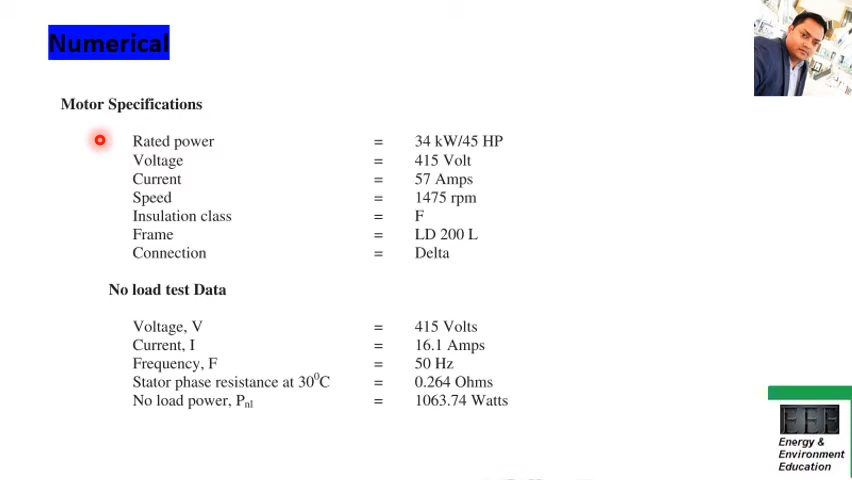 Numerical
Motor Specifications
Rated power = 34 kW/45 HP
Voltage = 415 Volt
Current = 57 Amps
Speed = 1475 rpm
Insulation class = F
Frame = LD 200 L
Connection = Delta
No load test Data
Voltage, V = 415 Volts
Current, I = 16.1 Amps
Frequency, F = 50 Hz
Stator phase resistance at 30⁰C = 0.264 Ohms
No load power, Pnl = 1063.74 Watts
EEE
Energy &
Environment
Education